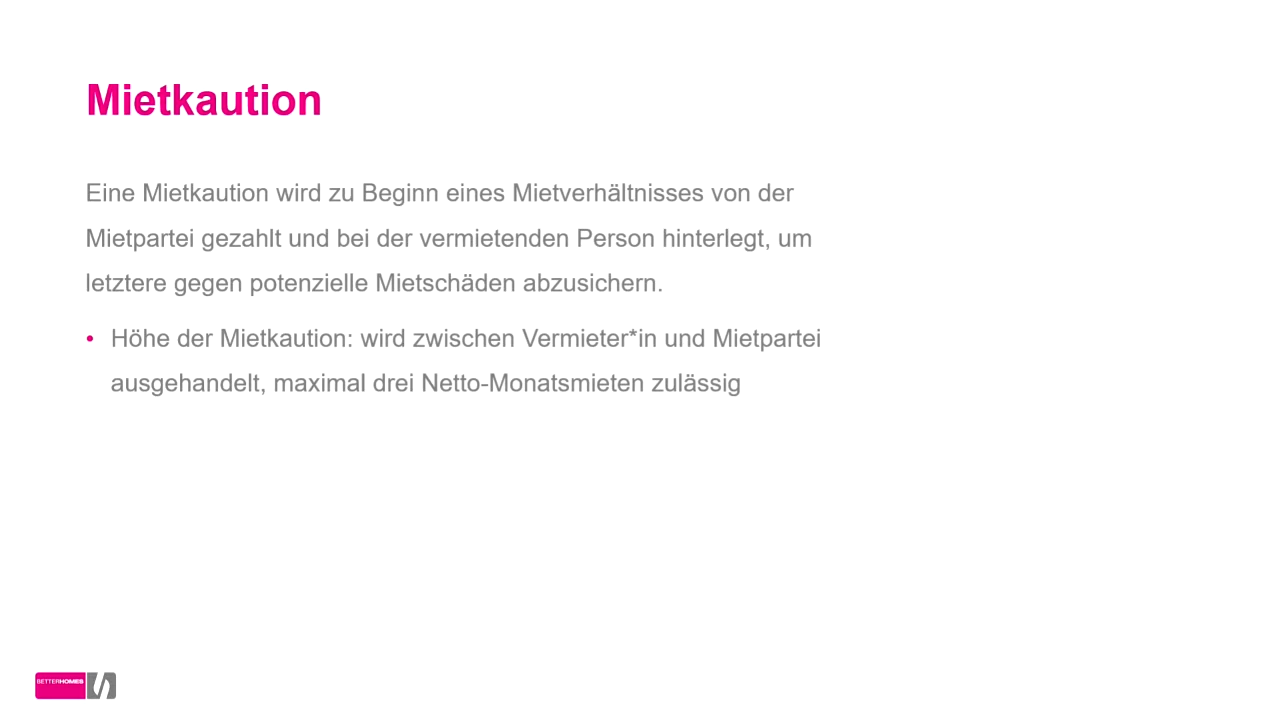 Mietkaution
Eine Mietkaution wird zu Beginn eines Mietverhältnisses von der
Mietpartei gezahlt und bei der vermietenden Person hinterlegt, um
letztere gegen potenzielle Mietschäden abzusichern.
• Höhe der Mietkaution: wird zwischen Vermieter*in und Mietpartei
ausgehandelt, maximal drei Netto-Monatsmieten zulässig
BETTERHOMES